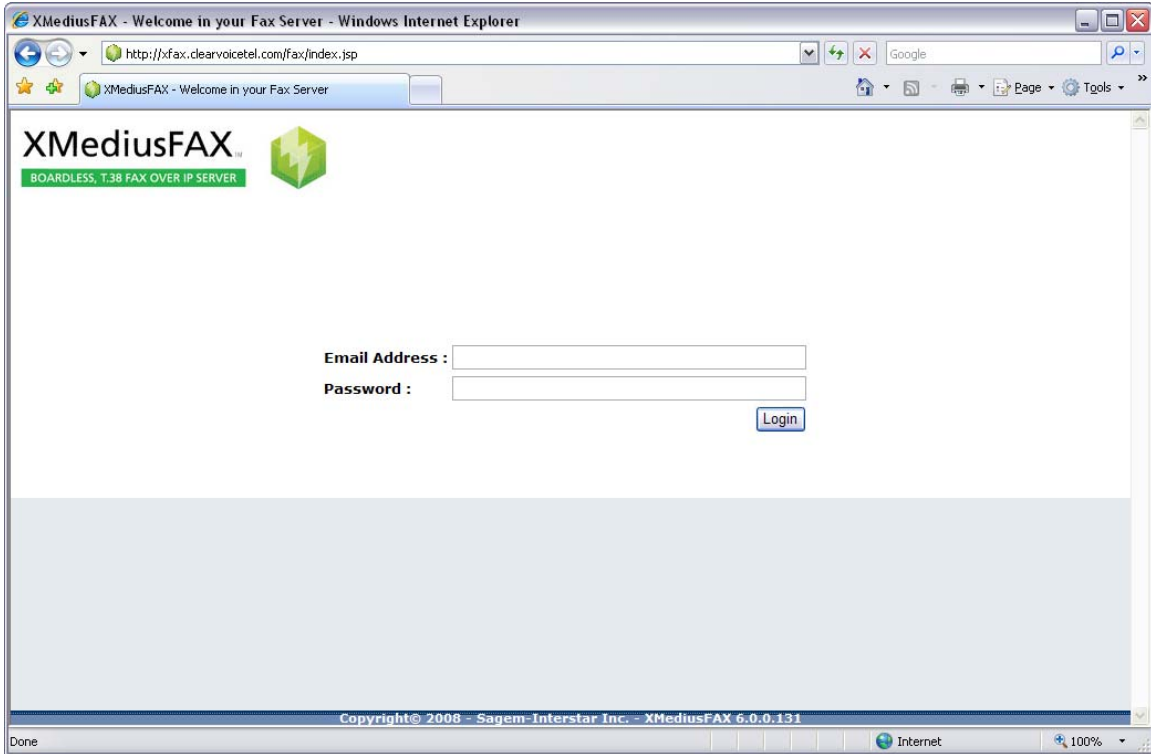 XMediusFAX - Welcome in your Fax Server - Windows Internet Explorer
http://xfax.clearvoicetel.com/fax/index.jsp
Google
XMediusFAX - Welcome in your Fax Server
Page
Tools
XMediusFAX™
BOARDLESS, T.38 FAX OVER IP SERVER
Email Address :
Password :
Login
Copyright© 2008 - Sagem-Interstar Inc. - XMediusFAX 6.0.0.131
Done
Internet
100%